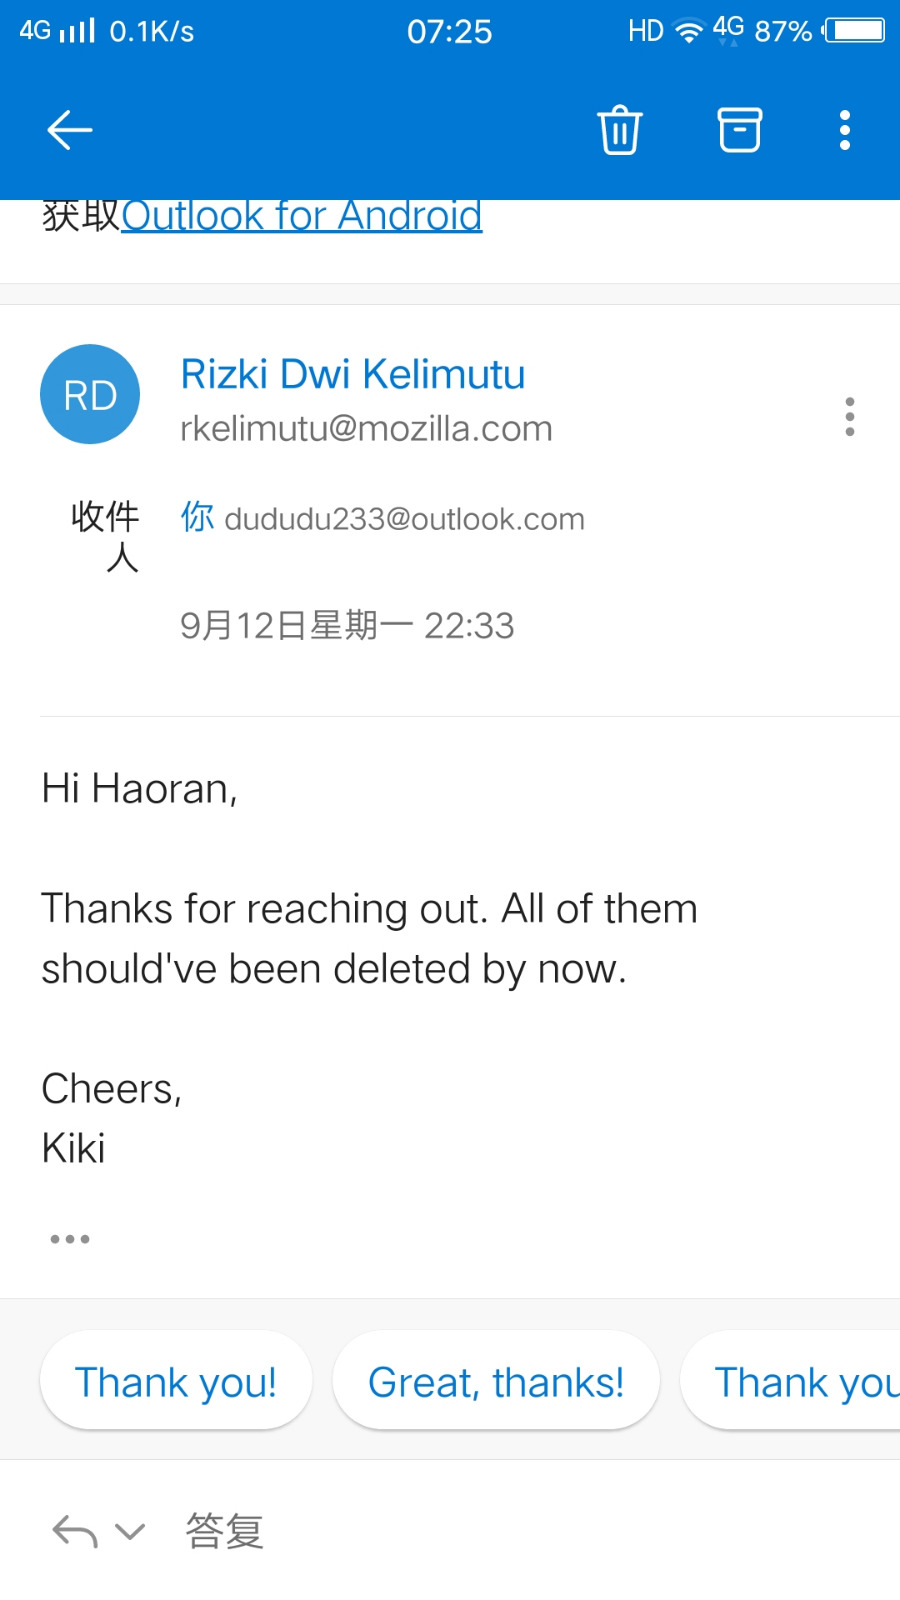 4G 0.1K/s 07:25 HD 4G 87%
获取Outlook for Android
RD
Rizki Dwi Kelimutu
rkelimutu@mozilla.com
收件人
你 dududu233@outlook.com
9月12日星期一 22:33
Hi Haoran,
Thanks for reaching out. All of them
should've been deleted by now.
Cheers,
Kiki
Thank you! Great, thanks! Thank you
答复